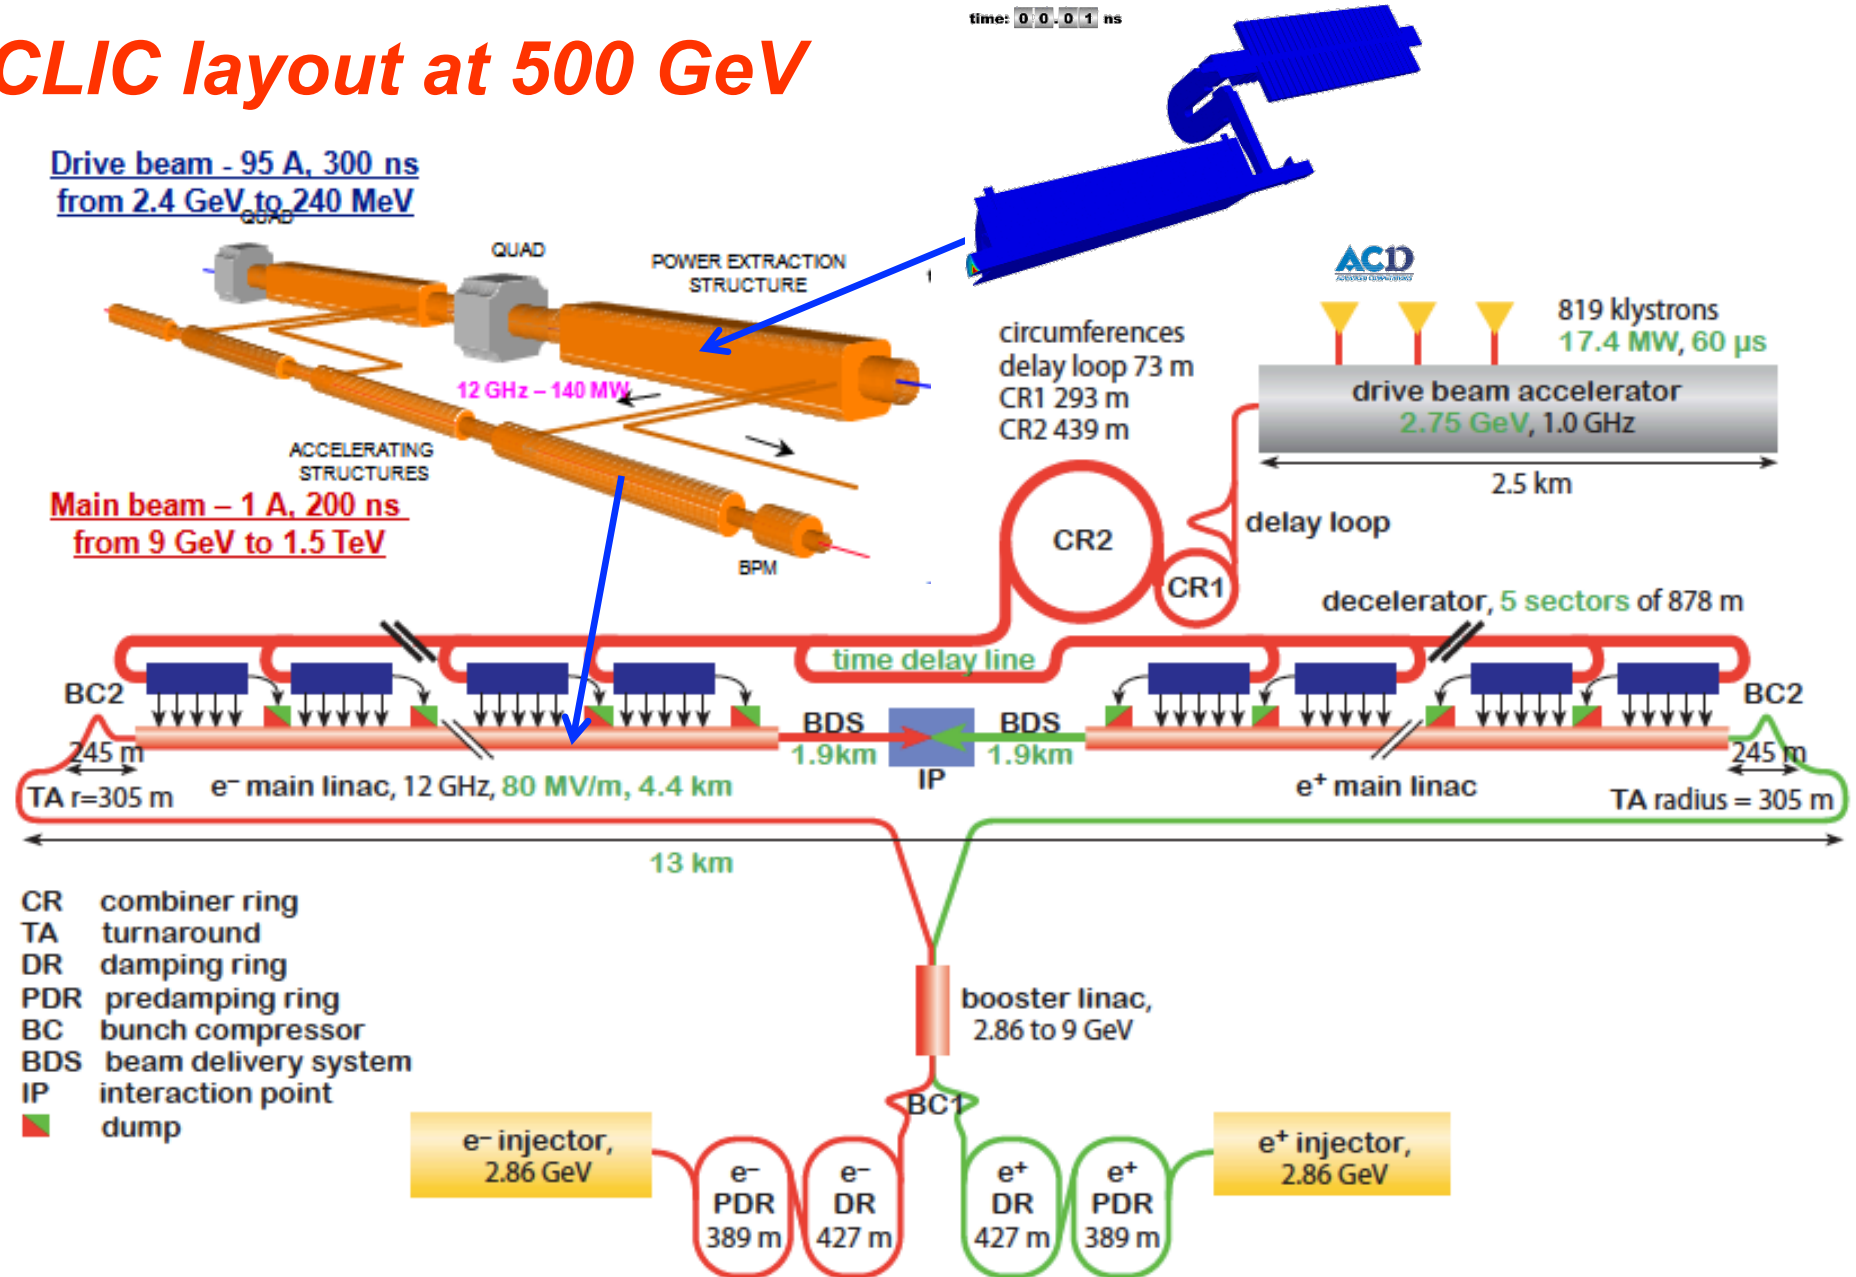 time: 00.01 ns
CLIC layout at 500 GeV
Drive beam - 95 A, 300 ns
from 2.4 GeV to 240 MeV
QUAD
QUAD
POWER EXTRACTION
STRUCTURE
12 GHz – 140 MW
ACCELERATING
STRUCTURES
Main beam – 1 A, 200 ns
from 9 GeV to 1.5 TeV
BPM
ACD
circumferences
delay loop 73 m
CR1 293 m
CR2 439 m
819 klystrons
17.4 MW, 60 µs
drive beam accelerator
2.75 GeV, 1.0 GHz
2.5 km
delay loop
CR2
CR1
decelerator, 5 sectors of 878 m
time delay line
BC2
BC2
BDS
1.9km
BDS
1.9km
IP
245 m
245 m
TA r=305 m
e⁻ main linac, 12 GHz, 80 MV/m, 4.4 km
e⁺ main linac
TA radius = 305 m
13 km
CR combiner ring
TA turnaround
DR damping ring
PDR predamping ring
BC bunch compressor
BDS beam delivery system
IP interaction point
dump
booster linac,
2.86 to 9 GeV
BC1
e⁻ injector,
2.86 GeV
e⁻
PDR
389 m
e⁻
DR
427 m
e⁺
DR
427 m
e⁺
PDR
389 m
e⁺ injector,
2.86 GeV